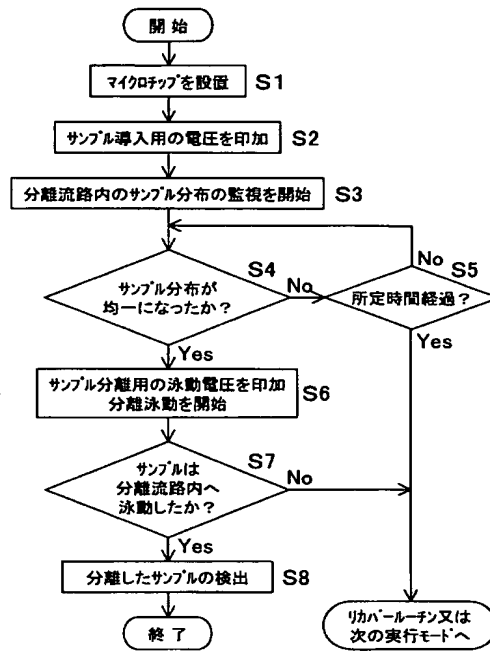 開始
マイクロチップを設置 S1
サンプル導入用の電圧を印加 S2
分離流路内のサンプル分布の監視を開始 S3
サンプル分布が
均一になったか？
S4
No
Yes
所定時間経過？
S5
No
Yes
サンプル分離用の泳動電圧を印加
分離泳動を開始
S6
サンプルは
分離流路内へ
泳動したか？
S7
No
Yes
分離したサンプルの検出 S8
終了
リカバールーチン又は
次の実行モードへ